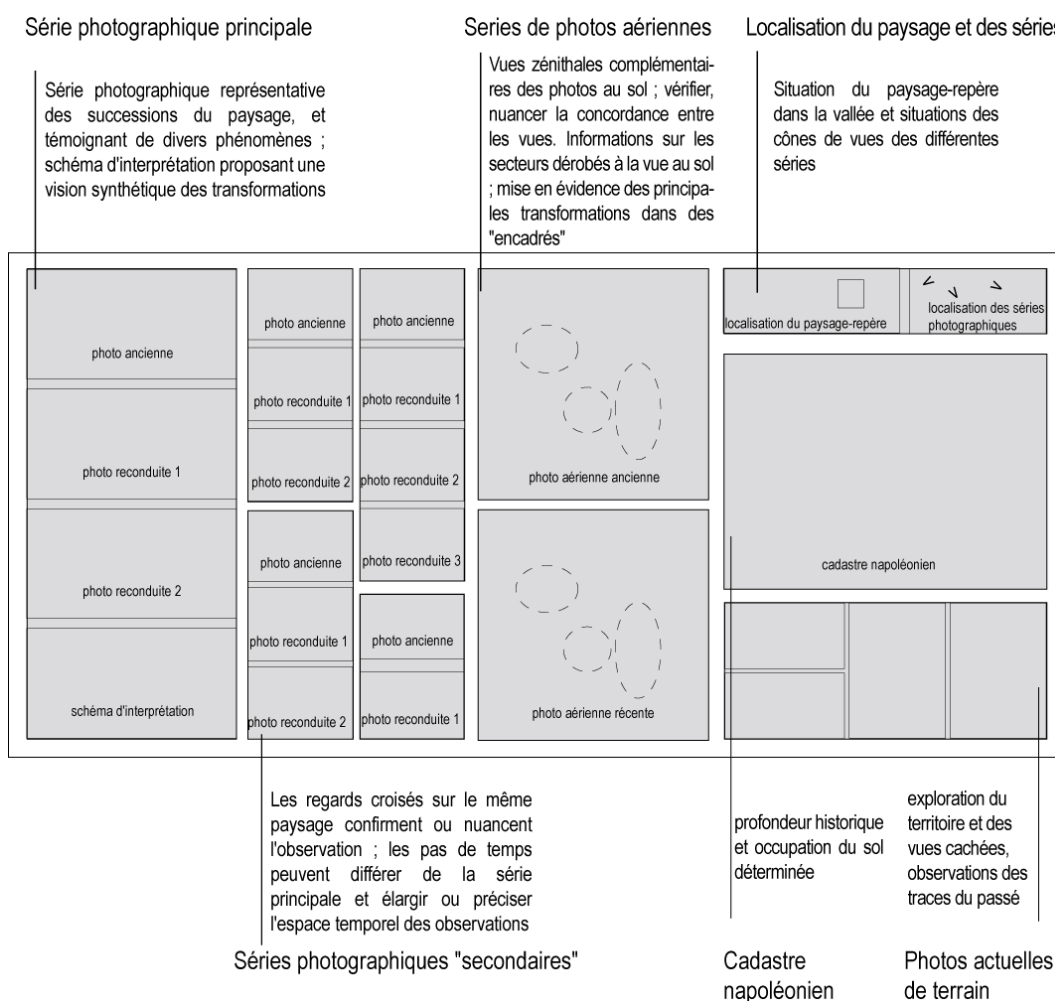 Série photographique principale
Series de photos aériennes
Localisation du paysage et des séries
Série photographique représentative
des successions du paysage, et
témoignant de divers phénomènes ;
schéma d'interprétation proposant une
vision synthétique des transformations
Vues zénithales complémentai-
res des photos au sol ; vérifier,
nuancer la concordance entre
les vues. Informations sur les
secteurs dérobés à la vue au sol
; mise en évidence des principa-
les transformations dans des
"encadrés"
Situation du paysage-repère
dans la vallée et situations des
cônes de vues des différentes
séries
photo ancienne
photo reconduite 1
photo reconduite 2
schéma d'interprétation
photo ancienne
photo reconduite 1
photo reconduite 2
photo ancienne
photo reconduite 1
photo reconduite 2
photo ancienne
photo reconduite 1
photo reconduite 2
photo reconduite 3
photo ancienne
photo reconduite 1
photo aérienne ancienne
photo aérienne récente
localisation du paysage-repère
localisation des séries
photographiques
cadastre napoléonien
Les regards croisés sur le même
paysage confirment ou nuancent
l'observation ; les pas de temps
peuvent différer de la série
principale et élargir ou préciser
l'espace temporel des observations
Séries photographiques "secondaires"
profondeur historique
et occupation du sol
déterminée
Cadastre
napoléonien
exploration du
territoire et des
vues cachées,
observations des
traces du passé
Photos actuelles
de terrain